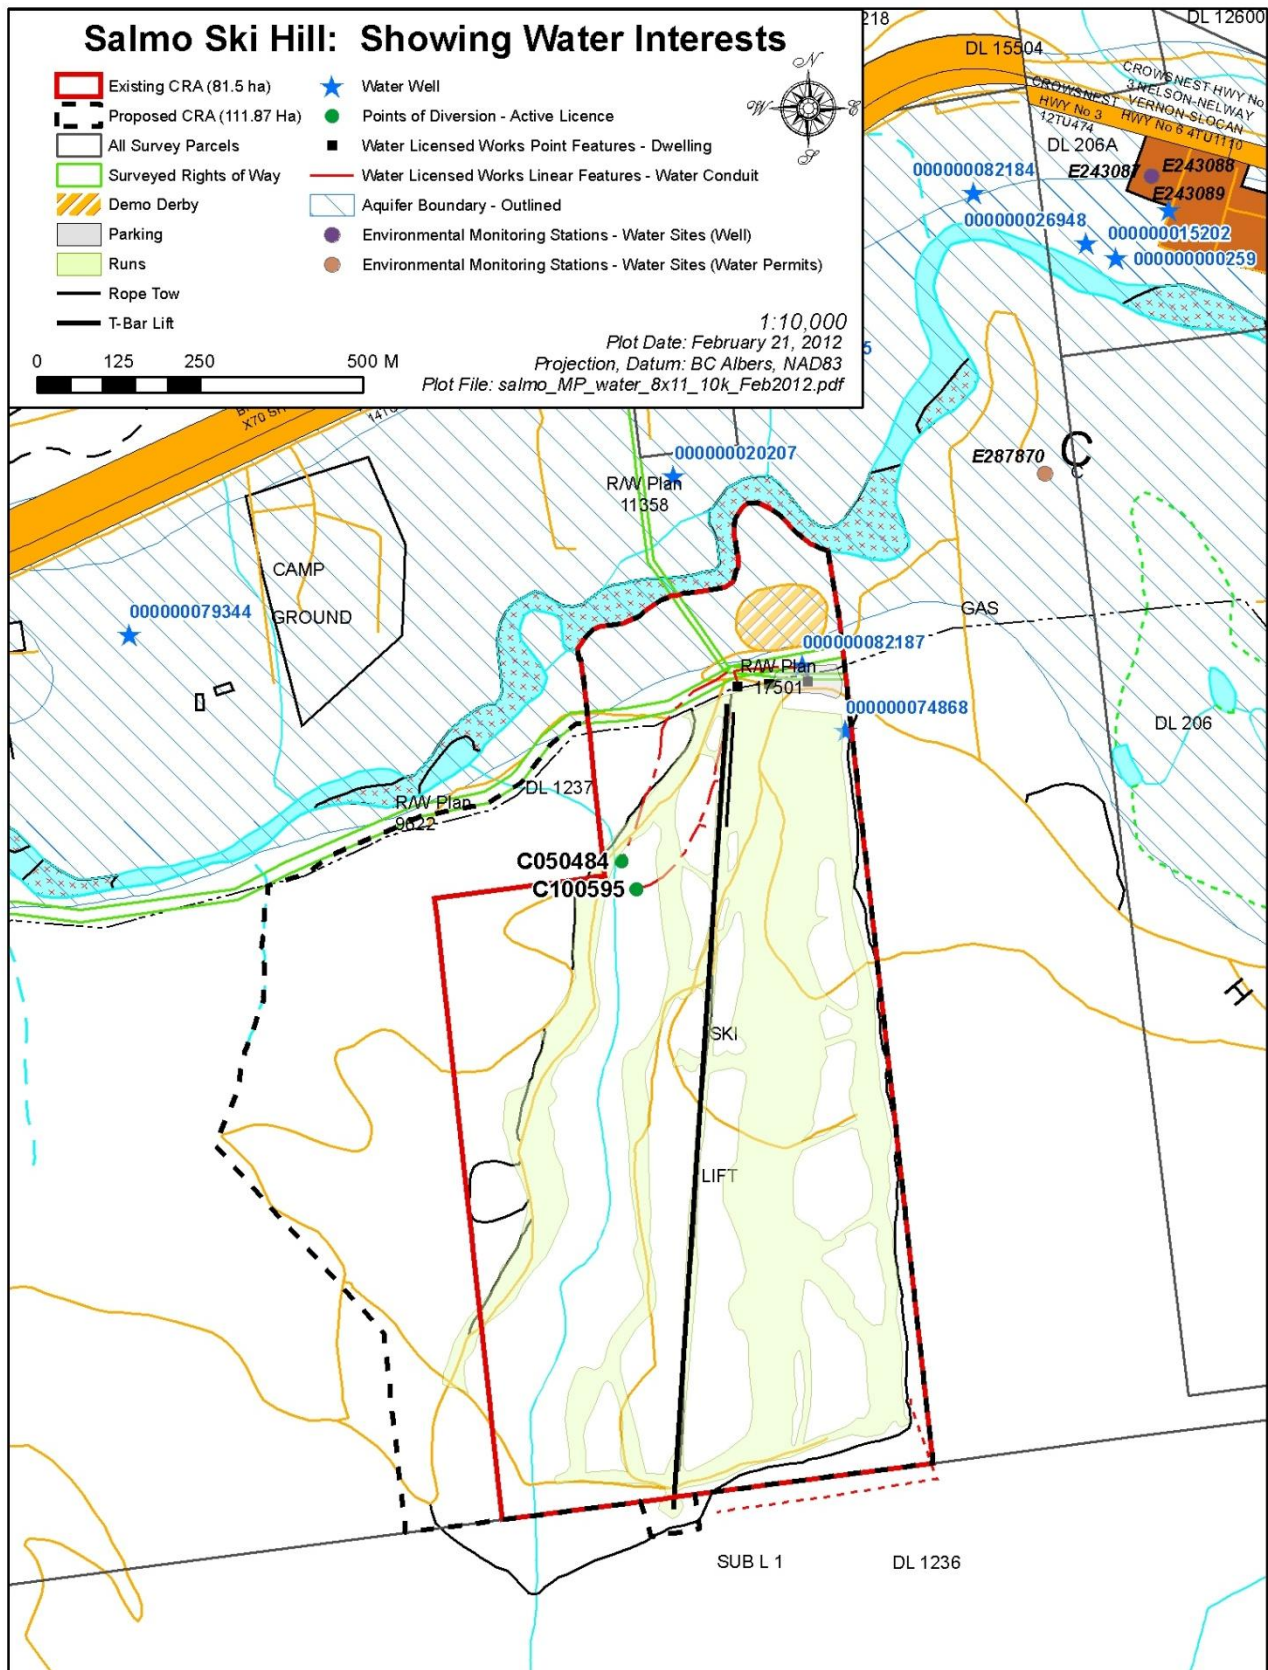 Salmo Ski Hill: Showing Water Interests
Existing CRA (81.5 ha)
Proposed CRA (111.87 Ha)
All Survey Parcels
Surveyed Rights of Way
Demo Derby
Parking
Runs
Rope Tow
T-Bar Lift
Water Well
Points of Diversion - Active Licence
Water Licensed Works Point Features - Dwelling
Water Licensed Works Linear Features - Water Conduit
Aquifer Boundary - Outlined
Environmental Monitoring Stations - Water Sites (Well)
Environmental Monitoring Stations - Water Sites (Water Permits)
N
W
E
S
0 125 250 500 M
1:10,000
Plot Date: February 21, 2012
Projection, Datum: BC Albers, NAD83
Plot File: salmo_MP_water_8x11_10k_Feb2012.pdf
218
DL 12600
DL 15504
CROWSNEST HWY No
3 NELSON-NELWAY
CROWSNEST VERNON-SLOCAN
HWY No 3 HWY No 6 4TU1110
12TU474
DL 206A
E243087
E243088
E243089
000000082184
000000026948
000000015202
000000000259
5
X70 SH
14TU
000000020207
R/W Plan
11358
E287870
C
C
CAMP
GROUND
000000079344
GAS
000000082187
R/W Plan
17501
000000074868
DL 206
DL 1237
R/W Plan
9622
C050484
C100595
H
SKI
LIFT
SUB L 1
DL 1236